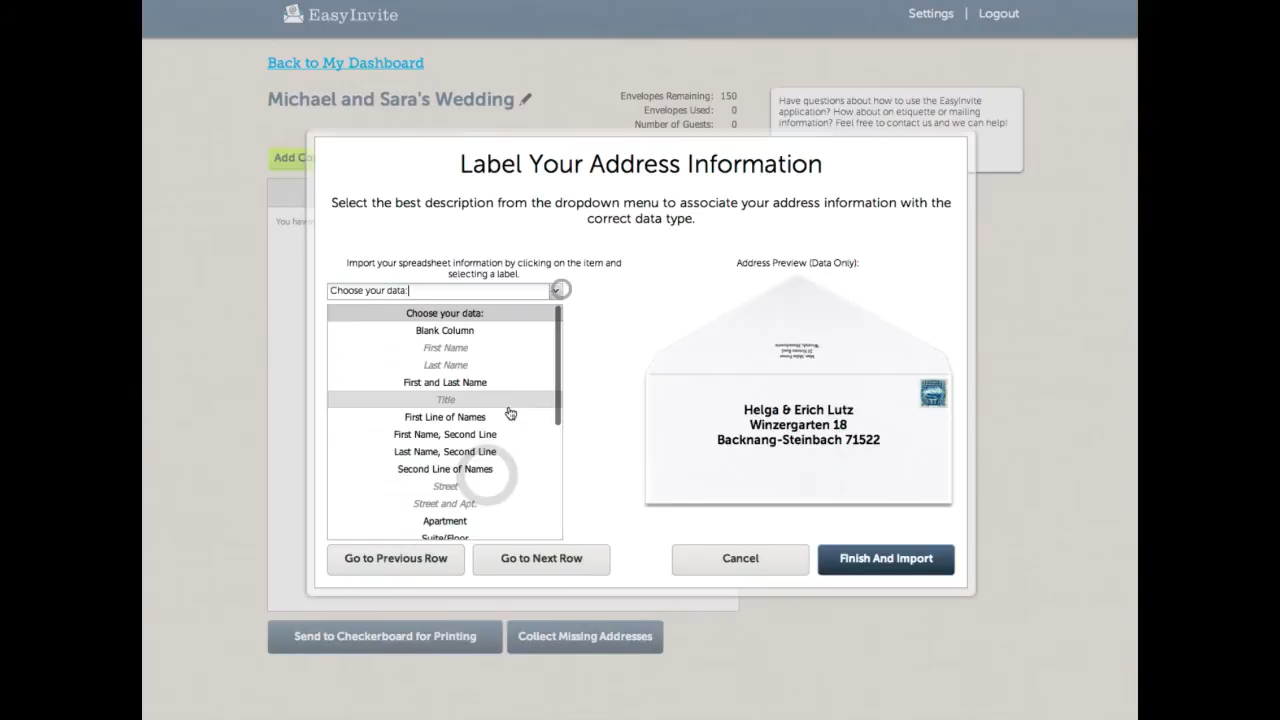 EasyInvite
Settings | Logout
Back to My Dashboard
Michael and Sara's Wedding
Envelopes Remaining: 150
Envelopes Used: 0
Number of Guests: 0
Have questions about how to use the EasyInvite
application? How about on etiquette or mailing
information? Feel free to contact us and we can help!
Add
You have
Label Your Address Information
Select the best description from the dropdown menu to associate your address information with the
correct data type.
Import your spreadsheet information by clicking on the item and
selecting a label.
Choose your data:
Choose your data:
Blank Column
First Name
Last Name
First and Last Name
Title
First Line of Names
First Name, Second Line
Last Name, Second Line
Second Line of Names
Street
Street and Apt.
Apartment
Suite/Floor
Address Preview (Data Only):
Helga & Erich Lutz
Winzergarten 18
Backnang-Steinbach 71522
Go to Previous Row
Go to Next Row
Cancel
Finish And Import
Send to Checkerboard for Printing
Collect Missing Addresses